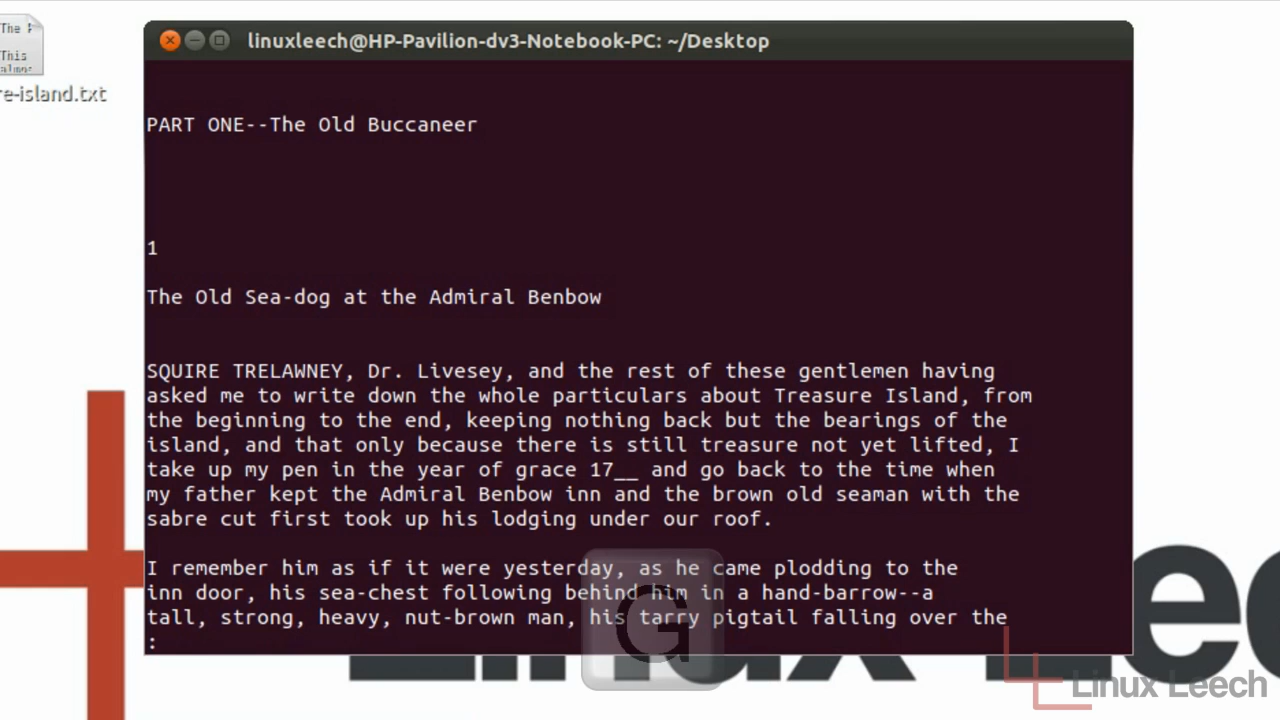 The
This
re-island.txt
linuxleech@HP-Pavilion-dv3-Notebook-PC: ~/Desktop
PART ONE--The Old Buccaneer
1
The Old Sea-dog at the Admiral Benbow
SQUIRE TRELAWNEY, Dr. Livesey, and the rest of these gentlemen having
asked me to write down the whole particulars about Treasure Island, from
the beginning to the end, keeping nothing back but the bearings of the
island, and that only because there is still treasure not yet lifted, I
take up my pen in the year of grace 17__ and go back to the time when
my father kept the Admiral Benbow inn and the brown old seaman with the
sabre cut first took up his lodging under our roof.
I remember him as if it were yesterday, as he came plodding to the
inn door, his sea-chest following behind him in a hand-barrow--a
tall, strong, heavy, nut-brown man, his tarry pigtail falling over the
:
G
Linux Lee
Linux Leech